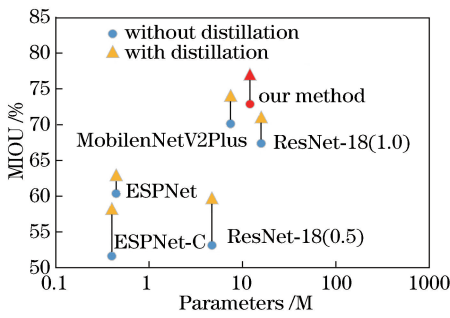 85
80
75
70
65
60
55
50
MIOU /%
without distillation
with distillation
our method
MobilenNetV2Plus
ResNet-18(1.0)
ESPNet
ESPNet-C
ResNet-18(0.5)
0.1 1 10 100 1000
Parameters /M